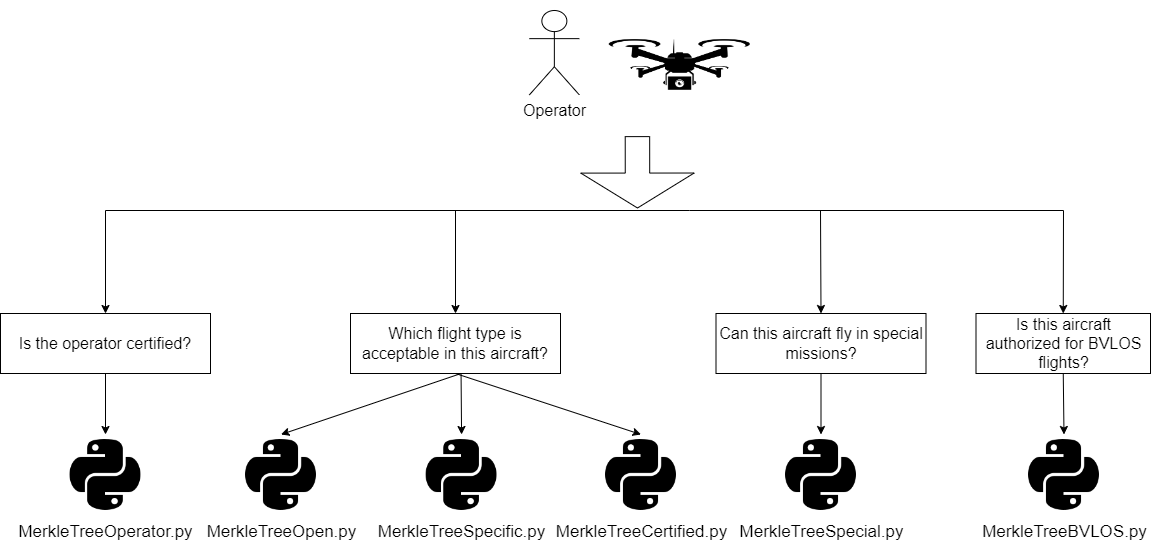 Operator
Is the operator certified?
Which flight type is
acceptable in this aircraft?
Can this aircraft fly in special
missions?
Is this aircraft
authorized for BVLOS
flights?
MerkleTreeOperator.py
MerkleTreeOpen.py
MerkleTreeSpecific.py
MerkleTreeCertified.py
MerkleTreeSpecial.py
MerkleTreeBVLOS.py